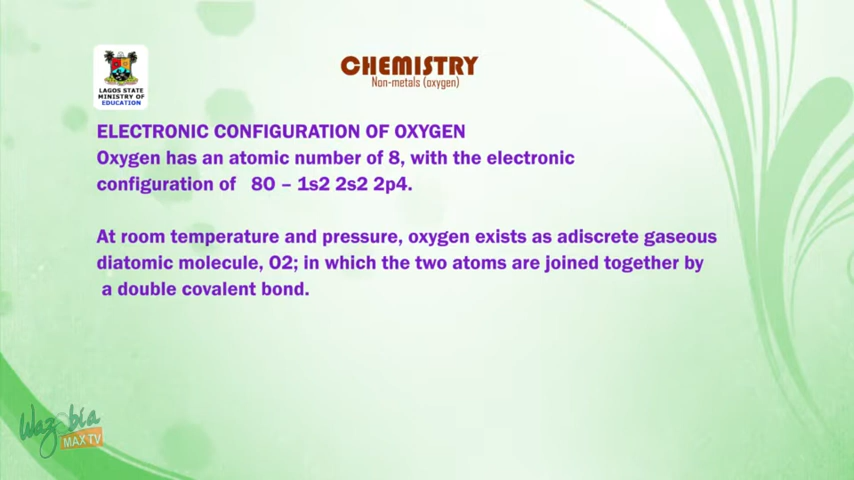 LAGOS STATE
MINISTRY OF
EDUCATION
CHEMISTRY
Non-metals (oxygen)
ELECTRONIC CONFIGURATION OF OXYGEN
Oxygen has an atomic number of 8, with the electronic
configuration of 8O – 1s2 2s2 2p4.
At room temperature and pressure, oxygen exists as adiscrete gaseous
diatomic molecule, O2; in which the two atoms are joined together by
a double covalent bond.
Wazobia
MAX TV